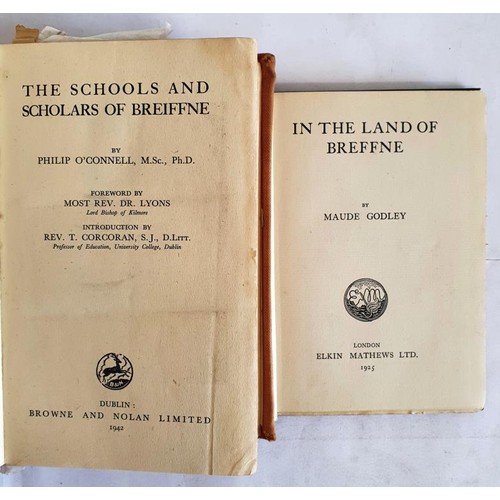 THE SCHOOLS AND
SCHOLARS OF BREIFFNE
BY
PHILIP O'CONNELL, M.Sc., Ph.D.
FOREWORD BY
MOST REV. DR. LYONS
Lord Bishop of Kilmore
INTRODUCTION BY
REV. T. CORCORAN, S.J., D.Litt.
Professor of Education, University College, Dublin
B&N
DUBLIN:
BROWNE AND NOLAN LIMITED
1942
IN THE LAND OF
BREFFNE
BY
MAUDE GODLEY
LONDON
ELKIN MATHEWS LTD.
1925